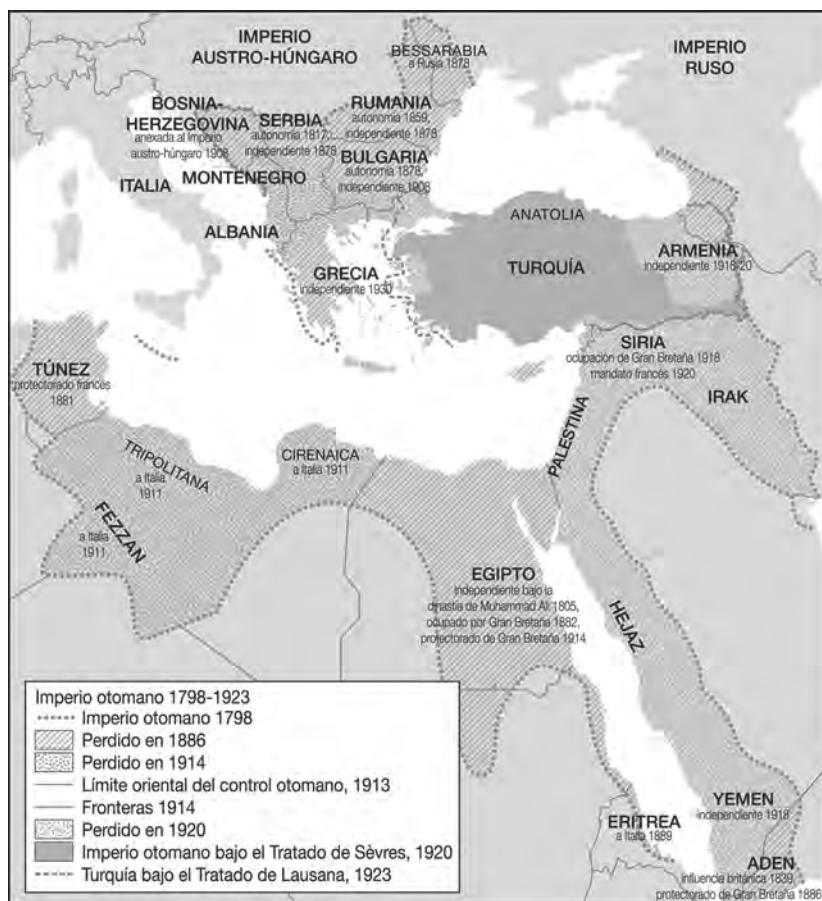 IMPERIO
AUSTRO-HÚNGARO
BESSARABIA
a Rusia 1878
IMPERIO
RUSO
BOSNIA-
HERZEGOVINA
anexada al Imperio
austro-húngaro 1908
SERBIA
autonomía 1817,
independiente 1878
RUMANIA
autonomía 1859,
independiente 1878
BULGARIA
autonomía 1878,
independiente 1908
ITALIA
MONTENEGRO
ALBANÍA
GRECIA
independiente 1930
ANATOLIA
TURQUÍA
ARMENIA
independiente 1918-20
TÚNEZ
protectorado francés
1881
SIRIA
ocupación de Gran Bretaña 1918
mandato francés 1920
IRAK
PALESTINA
TRIPOLITANA
a Italia
1911
CIRENAICA
a Italia 1911
FEZZAN
a Italia
1911
EGIPTO
independiente bajo la
dinastía de Muhammad Ali: 1805,
ocupado por Gran Bretaña 1882,
protectorado de Gran Bretaña 1914
HEJAZ
YEMEN
independiente 1918
ERITREA
a Italia 1889
ADEN
influencia británica 1839,
protectorado de Gran Bretaña 1886
Imperio otomano 1798-1923
Imperio otomano 1798
Perdido en 1886
Perdido en 1914
Límite oriental del control otomano, 1913
Fronteras 1914
Perdido en 1920
Imperio otomano bajo el Tratado de Sèvres, 1920
Turquía bajo el Tratado de Lausana, 1923